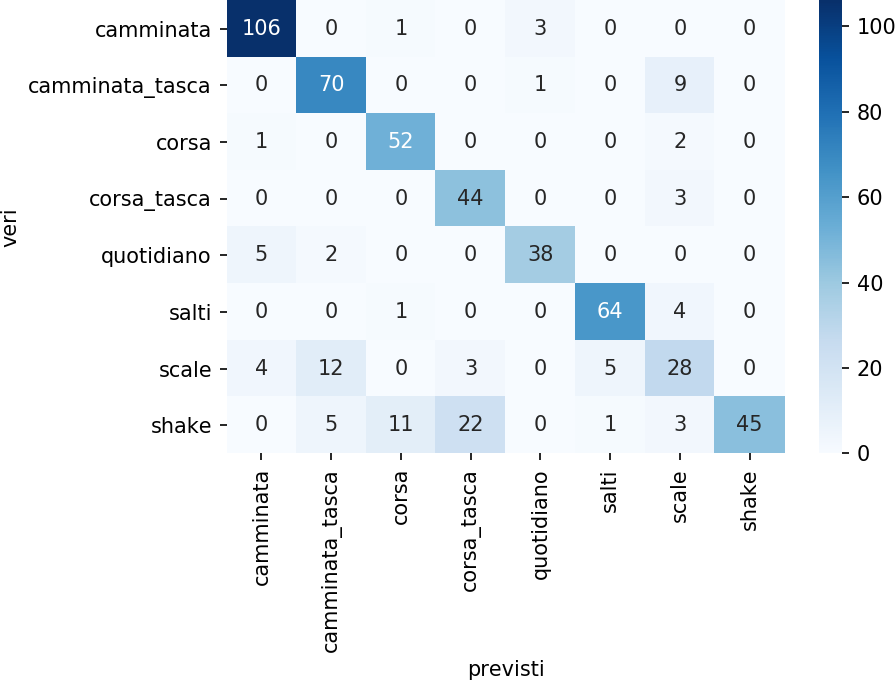 camminata 106 0 1 0 3 0 0 0
camminata_tasca 0 70 0 0 1 0 9 0
corsa 1 0 52 0 0 0 2 0
corsa_tasca 0 0 0 44 0 0 3 0
quotidiano 5 2 0 0 38 0 0 0
salti 0 0 1 0 0 64 4 0
scale 4 12 0 3 0 5 28 0
shake 0 5 11 22 0 1 3 45
veri
camminata
camminata_tasca
corsa
corsa_tasca
quotidiano
salti
scale
shake
previsti
100
80
60
40
20
0